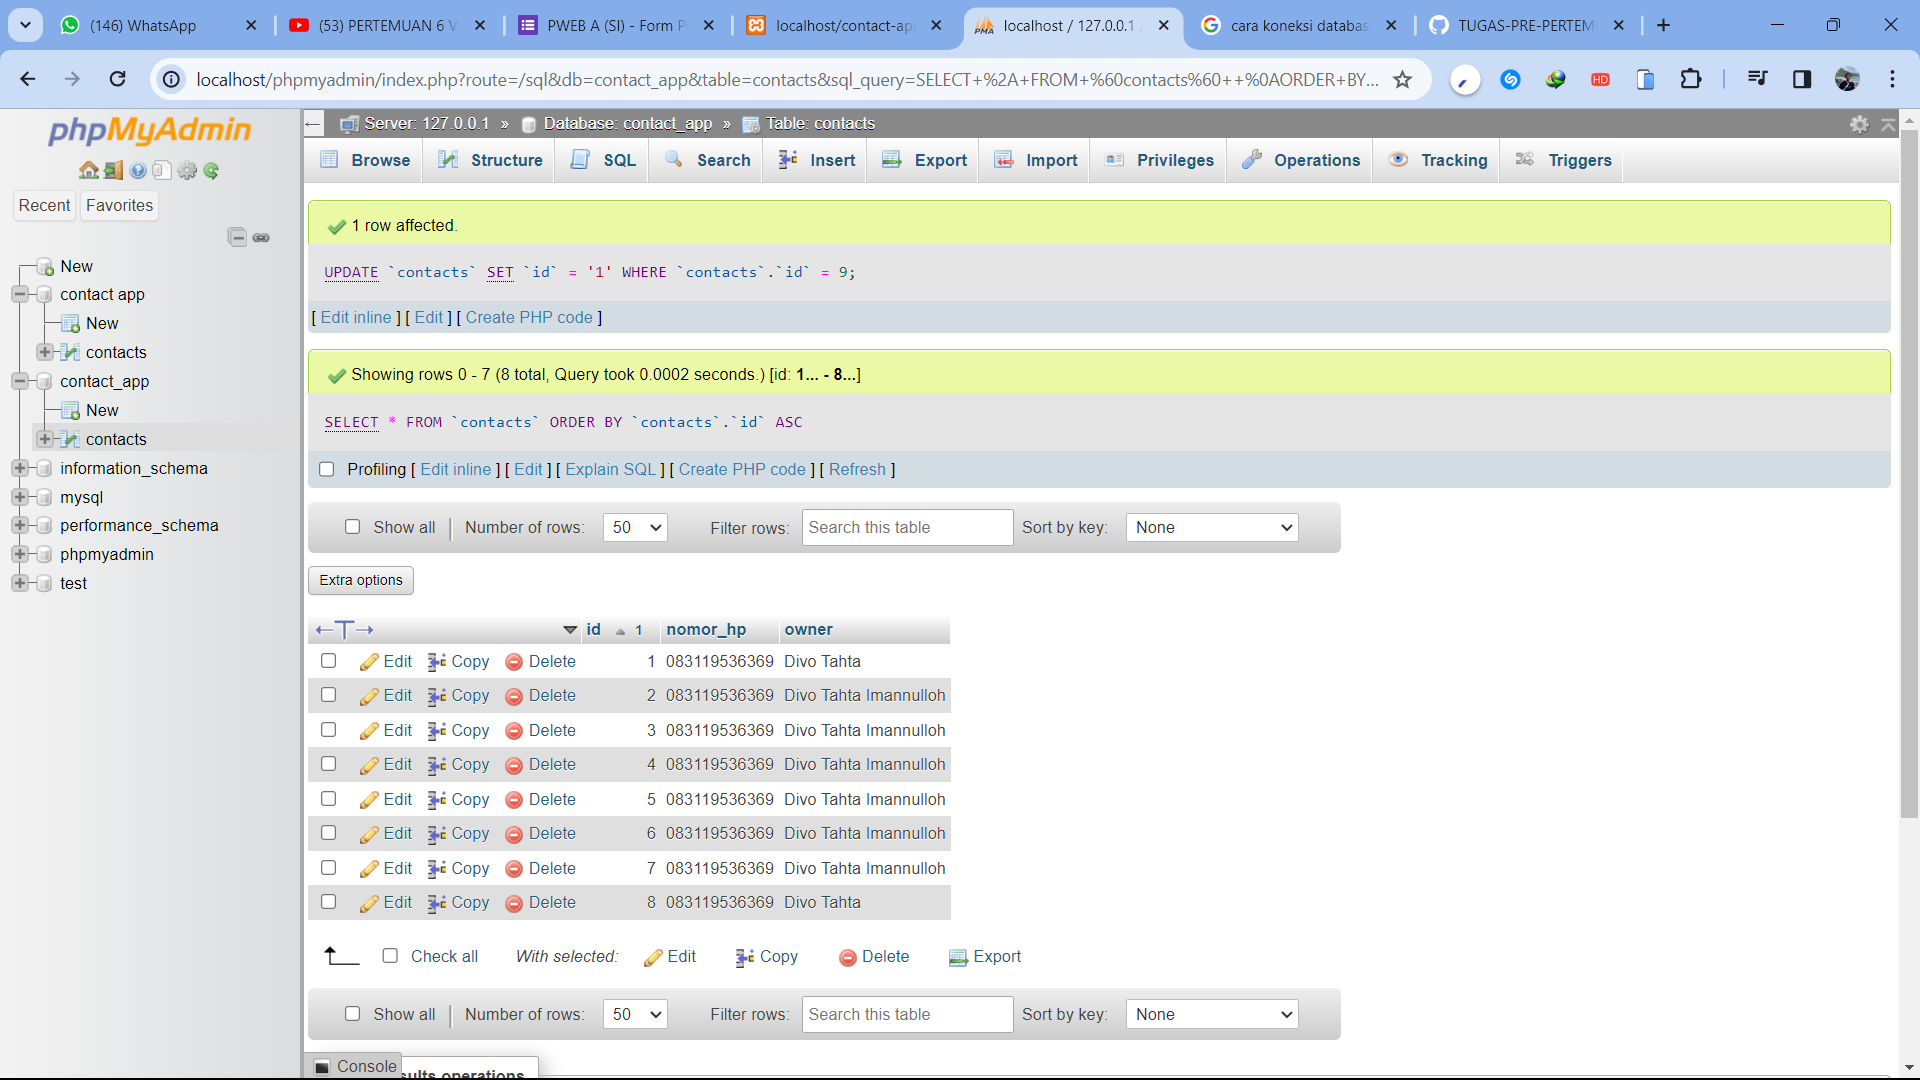 (146) WhatsApp
(53) PERTEMUAN 6 V
PWEB A (SI) - Form P
localhost/contact-ap
localhost / 127.0.0.1 /
cara koneksi databas
TUGAS-PRE-PERTEM
localhost/phpmyadmin/index.php?route=/sql&db=contact_app&table=contacts&sql_query=SELECT+%2A+FROM+%60contacts%60++%0AORDER+BY...
phpMyAdmin
Recent
Favorites
New
contact app
New
contacts
contact_app
New
contacts
information_schema
mysql
performance_schema
phpmyadmin
test
Server: 127.0.0.1 » Database: contact_app » Table: contacts
Browse Structure SQL Search Insert Export Import Privileges Operations Tracking Triggers
1 row affected.
UPDATE `contacts` SET `id` = '1' WHERE `contacts`.`id` = 9;
[ Edit inline ] [ Edit ] [ Create PHP code ]
Showing rows 0 - 7 (8 total, Query took 0.0002 seconds.) [id: 1... - 8...]
SELECT * FROM `contacts` ORDER BY `contacts`.`id` ASC
Profiling [ Edit inline ] [ Edit ] [ Explain SQL ] [ Create PHP code ] [ Refresh ]
Show all | Number of rows: 50 Filter rows: Search this table Sort by key: None
Extra options
id 1 nomor_hp owner
Edit Copy Delete 1 083119536369 Divo Tahta
Edit Copy Delete 2 083119536369 Divo Tahta Imannulloh
Edit Copy Delete 3 083119536369 Divo Tahta Imannulloh
Edit Copy Delete 4 083119536369 Divo Tahta Imannulloh
Edit Copy Delete 5 083119536369 Divo Tahta Imannulloh
Edit Copy Delete 6 083119536369 Divo Tahta Imannulloh
Edit Copy Delete 7 083119536369 Divo Tahta Imannulloh
Edit Copy Delete 8 083119536369 Divo Tahta
Check all With selected: Edit Copy Delete Export
Show all | Number of rows: 50 Filter rows: Search this table Sort by key: None
Console
operations